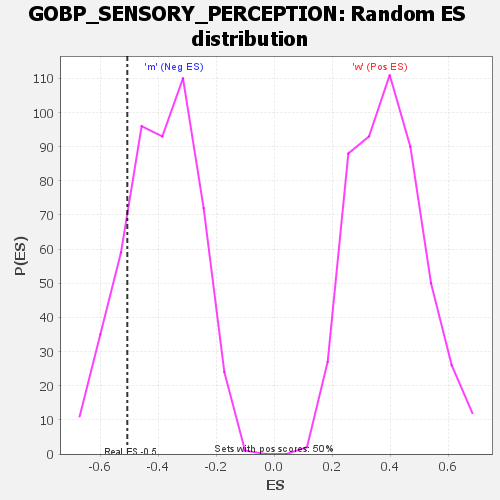 GOBP_SENSORY_PERCEPTION: Random ES
distribution
'm' (Neg ES)
'w' (Pos ES)
110
100
90
80
70
60
50
40
30
20
10
0
P(ES)
Real ES -0.5
Sets with pos scores: 50%
-0.6 -0.4 -0.2 0.0 0.2 0.4 0.6
ES